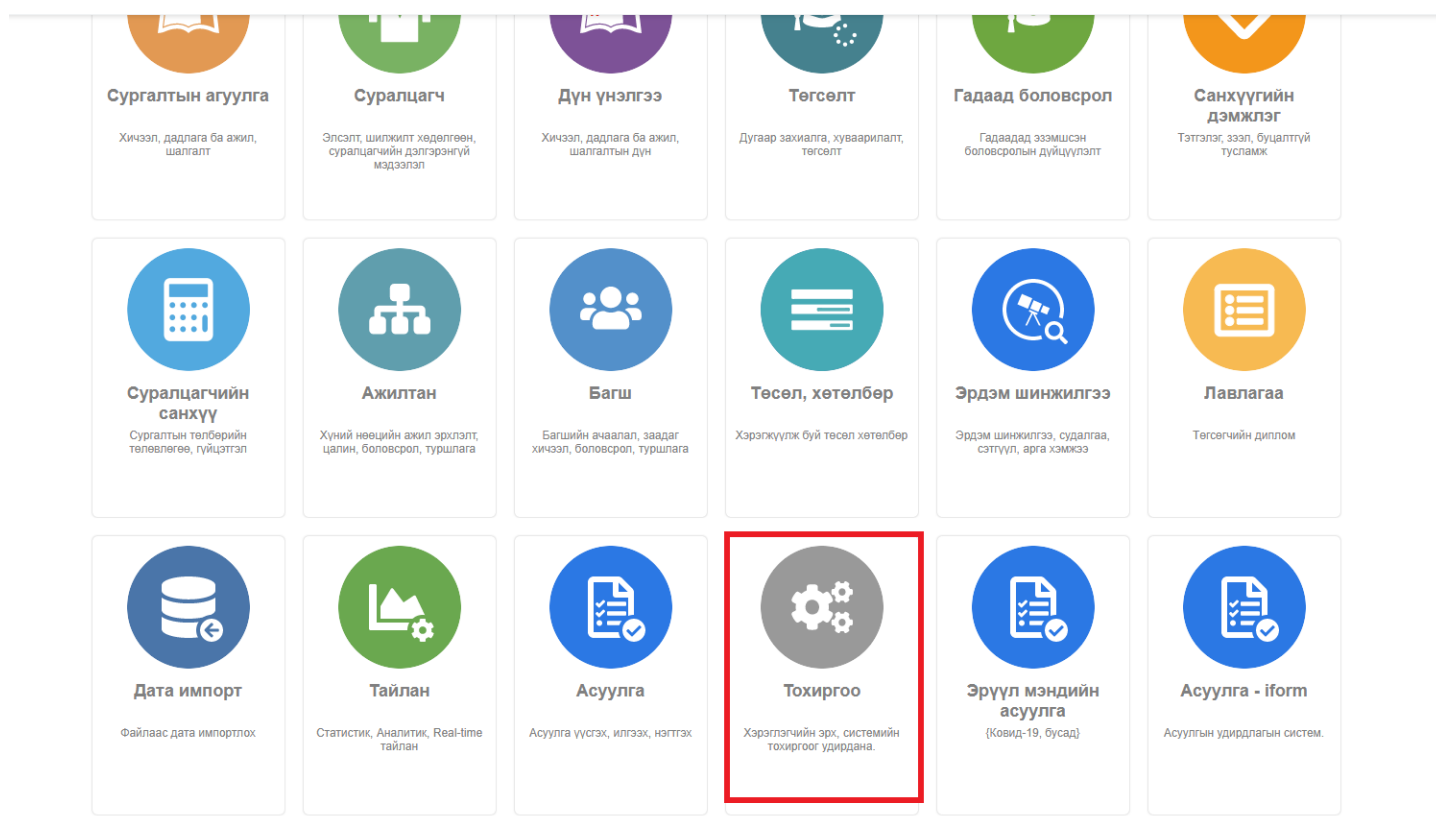 Сургалтын агуулга
Хичээл, дадлага ба ажил,
шалгалт
Суралцагч
Элсэлт, шилжилт хөдөлгөөн,
суралцагчийн дэлгэрэнгүй
мэдээлэл
Дүн үнэлгээ
Хичээл, дадлага ба ажил,
шалгалтын дүн
Төгсөлт
Дугаар захиалга, хуваарилалт,
төгсөлт
Гадаад боловсрол
Гадаадад эзэмшсэн
боловсролын дүйцүүлэлт
Санхүүгийн
дэмжлэг
Тэтгэлэг, зээл, буцалтгүй
тусламж
Суралцагчийн
санхүү
Сургалтын төлбөрийн
төлөвлөгөө, гүйцэтгэл
Ажилтан
Хүний нөөцийн ажил эрхлэлт,
цалин, боловсрол, туршлага
Багш
Багшийн ачаалал, заадаг
хичээл, боловсрол, туршлага
Төсөл, хөтөлбөр
Хэрэгжүүлж буй төсөл хөтөлбөр
Эрдэм шинжилгээ
Эрдэм шинжилгээ, судалгаа,
сэтгүүл, арга хэмжээ
Лавлагаа
Төгсөгчийн диплом
Дата импорт
Файлаас дата импортлох
Тайлан
Статистик, Аналитик, Real-time
тайлан
Асуулга
Асуулга үүсгэх, илгээх, нэгтгэх
Тохиргоо
Хэрэглэгчийн эрх, системийн
тохиргоог удирдана.
Эрүүл мэндийн
асуулга
{Ковид-19, бусад}
Асуулга - iform
Асуулгын удирдлагын систем.